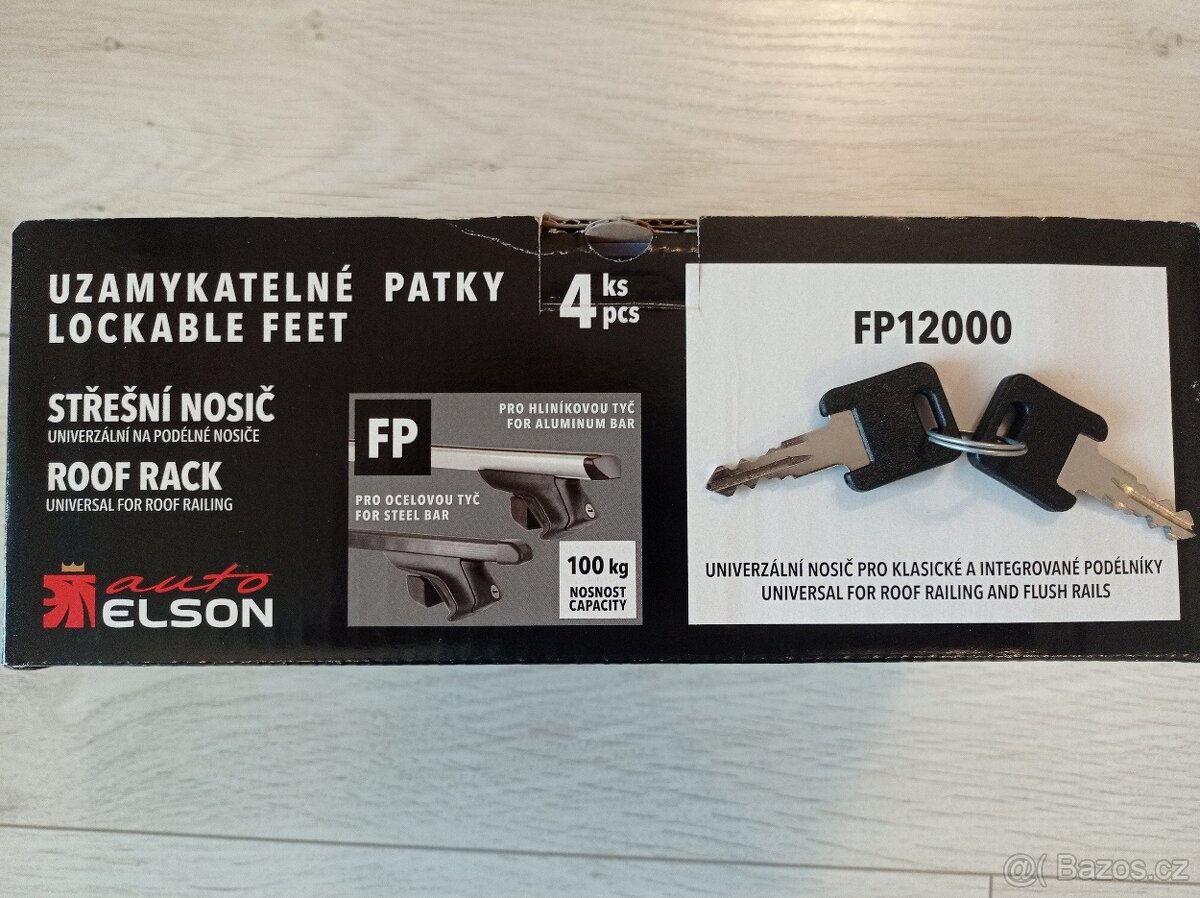 UZAMYKATELNÉ PATKY
LOCKABLE FEET
4 ks
pcs
STŘEŠNÍ NOSIČ
UNIVERZÁLNÍ NA PODÉLNÉ NOSIČE
ROOF RACK
UNIVERSAL FOR ROOF RAILING
auto
ELSON
FP
PRO HLINÍKOVOU TYČ
FOR ALUMINUM BAR
PRO OCELOVOU TYČ
FOR STEEL BAR
100 kg
NOSNOST
CAPACITY
FP12000
UNIVERZÁLNÍ NOSIČ PRO KLASICKÉ A INTEGROVANÉ PODÉLNÍKY
UNIVERSAL FOR ROOF RAILING AND FLUSH RAILS
@( Bazos.cz